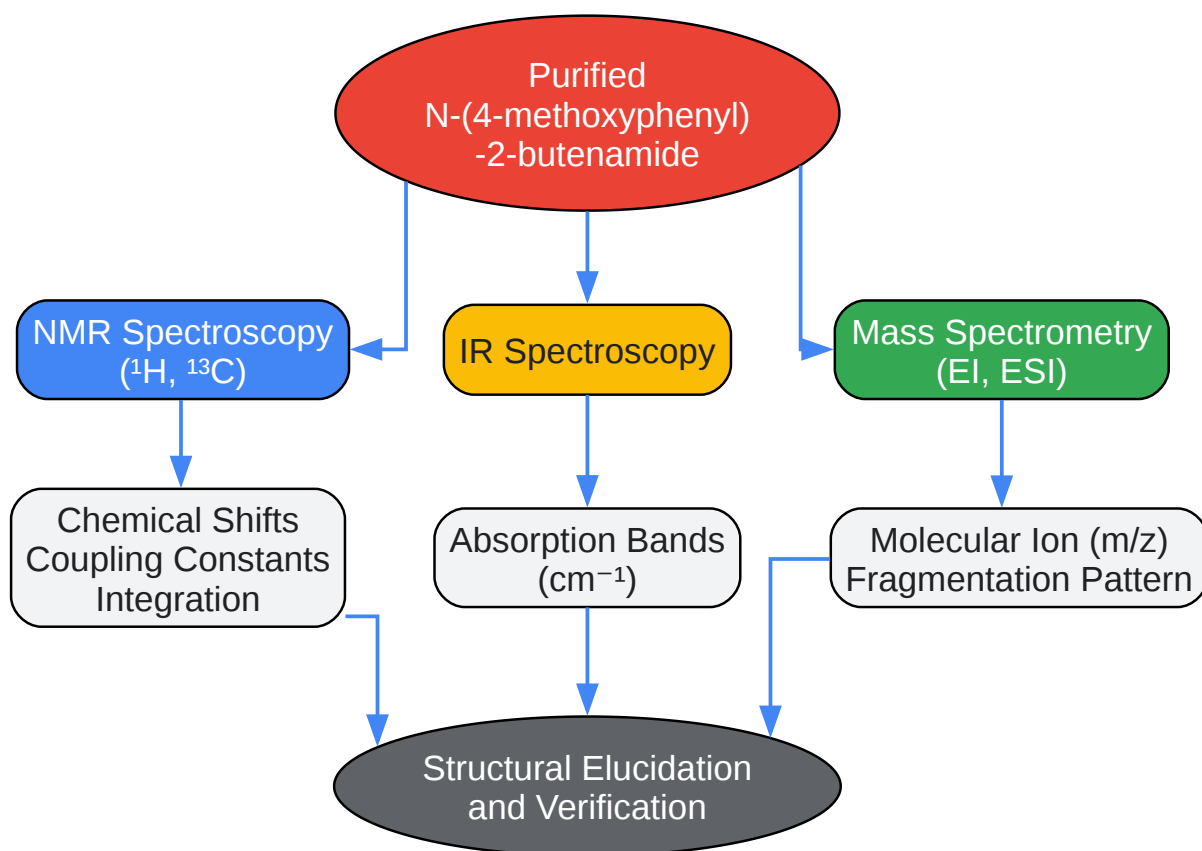 Purified
N-(4-methoxyphenyl)
-2-butenamide
NMR Spectroscopy
(¹H, ¹³C)
IR Spectroscopy
Mass Spectrometry
(EI, ESI)
Chemical Shifts
Coupling Constants
Integration
Absorption Bands
(cm⁻¹)
Molecular Ion (m/z)
Fragmentation Pattern
Structural Elucidation
and Verification